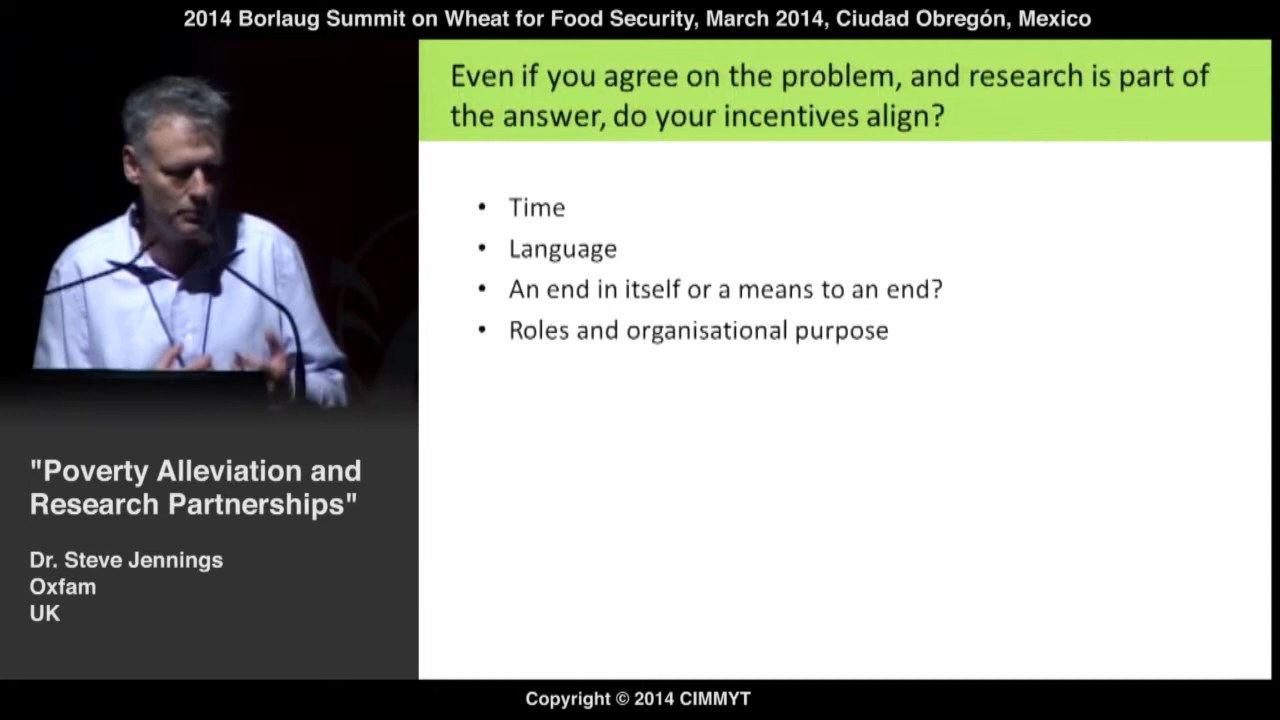 2014 Borlaug Summit on Wheat for Food Security, March 2014, Ciudad Obregón, Mexico
Even if you agree on the problem, and research is part of
the answer, do your incentives align?
• Time
• Language
• An end in itself or a means to an end?
• Roles and organisational purpose
"Poverty Alleviation and
Research Partnerships"
Dr. Steve Jennings
Oxfam
UK
Copyright © 2014 CIMMYT